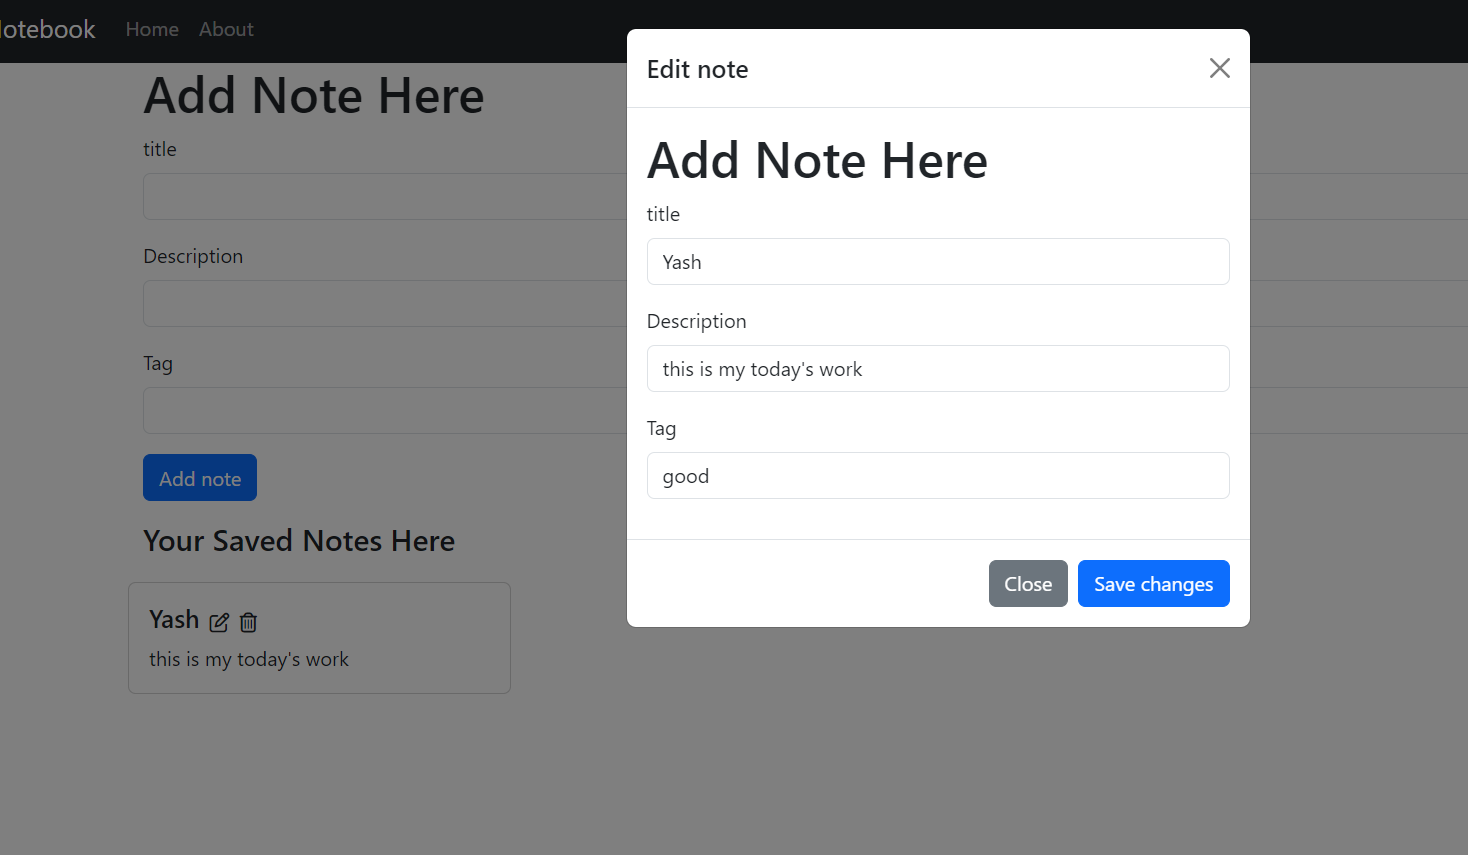 otebook Home About
Add Note Here
title
Description
Tag
Add note
Your Saved Notes Here
Yash
this is my today's work
Edit note
Add Note Here
title
Yash
Description
this is my today's work
Tag
good
Close Save changes